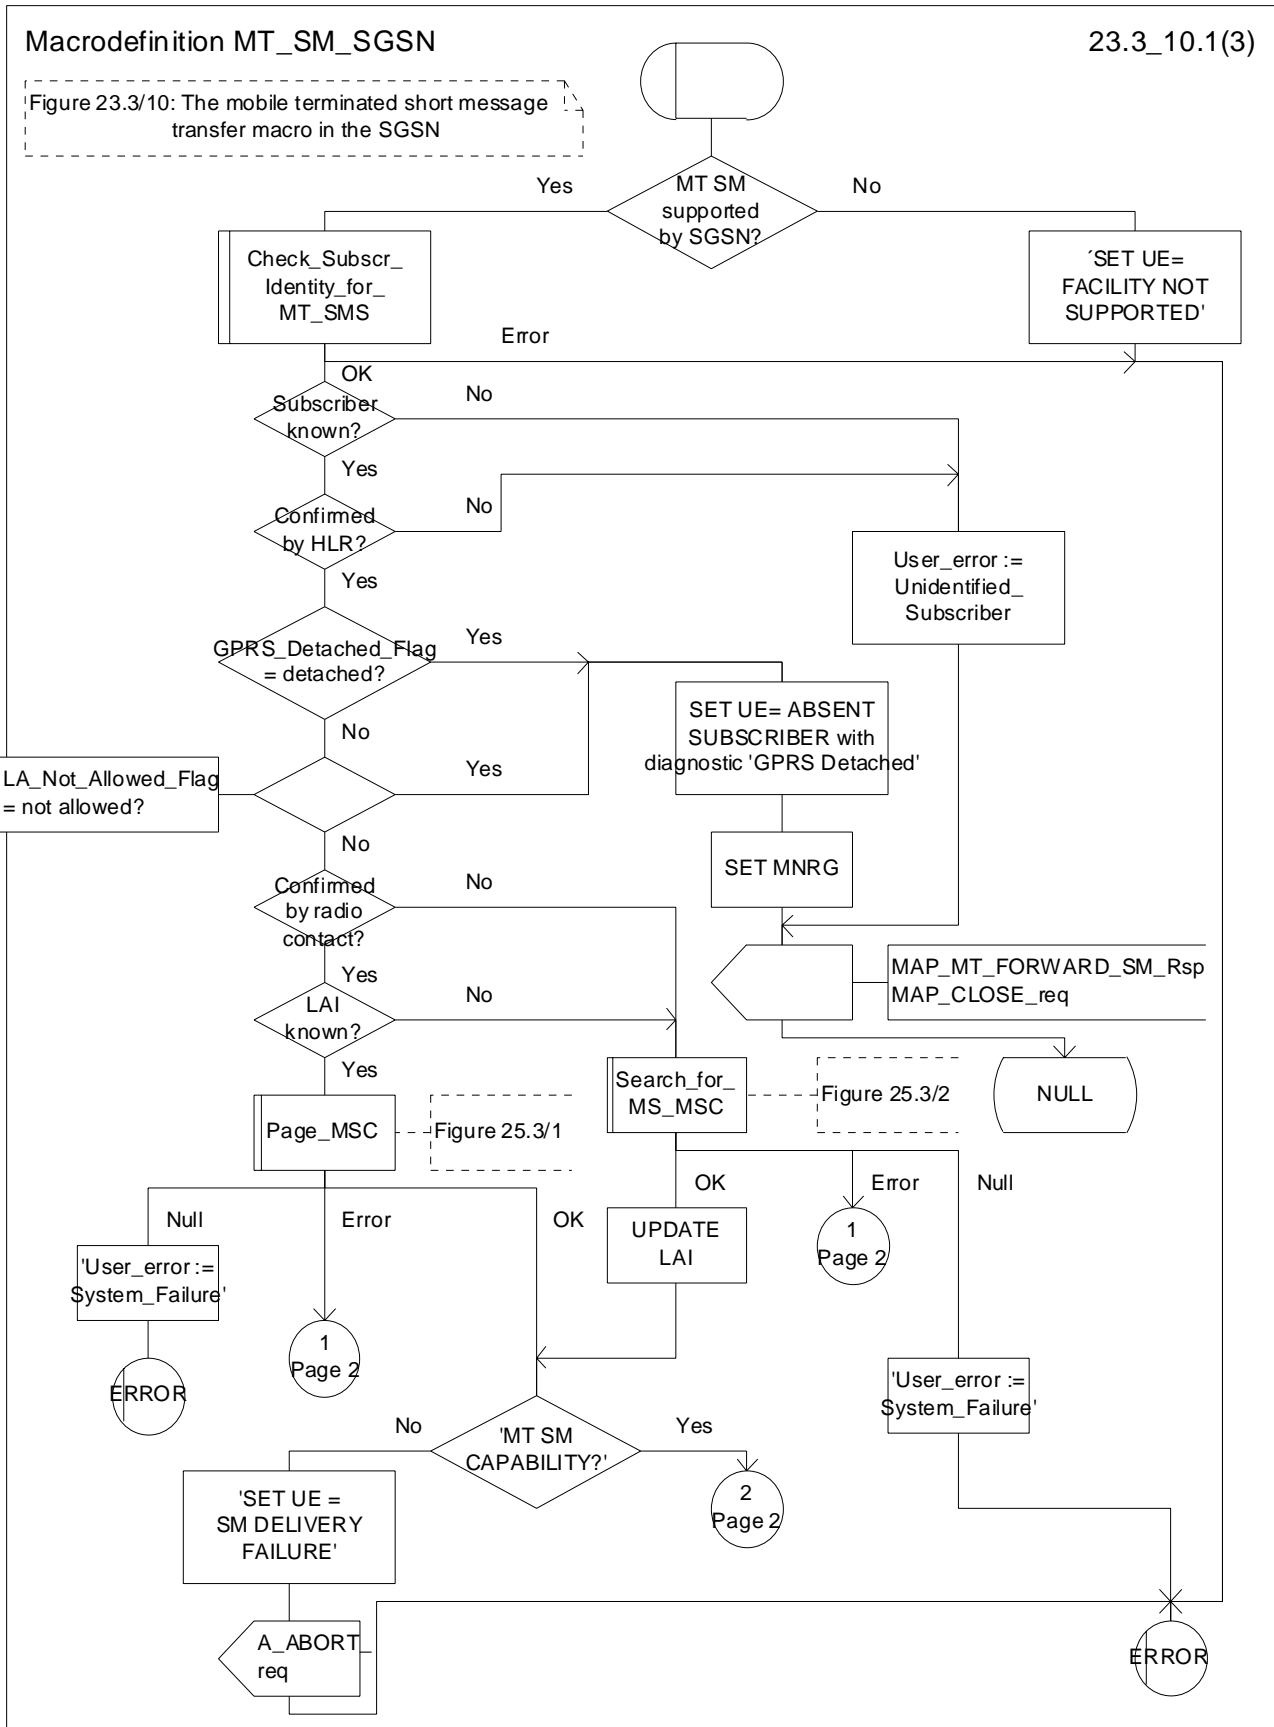 Macrodefinition MT_SM_SGSN
23.3_10.1(3)
Figure 23.3/10: The mobile terminated short message
transfer macro in the SGSN
Yes
MT SM
supported
by SGSN?
No
Check_Subscr_
Identity_for_
MT_SMS
´SET UE=
FACILITY NOT
SUPPORTED'
Error
OK
Subscriber
known?
No
Yes
Confirmed
by HLR?
No
User_error :=
Unidentified_
Subscriber
Yes
GPRS_Detached_Flag
= detached?
Yes
SET UE= ABSENT
SUBSCRIBER with
diagnostic 'GPRS Detached'
No
LA_Not_Allowed_Flag
= not allowed?
Yes
No
SET MNRG
Confirmed
by radio
contact?
No
MAP_MT_FORWARD_SM_Rsp
MAP_CLOSE_req
Yes
LAI
known?
No
Yes
Search_for_
MS_MSC
Figure 25.3/2
NULL
Page_MSC
Figure 25.3/1
OK
Error
Null
Null
Error
OK
UPDATE
LAI
1
Page 2
'User_error :=
System_Failure'
1
Page 2
ERROR
'User_error :=
System_Failure'
No
'MT SM
CAPABILITY?'
Yes
2
Page 2
'SET UE =
SM DELIVERY
FAILURE'
A_ABORT_
req
ERROR